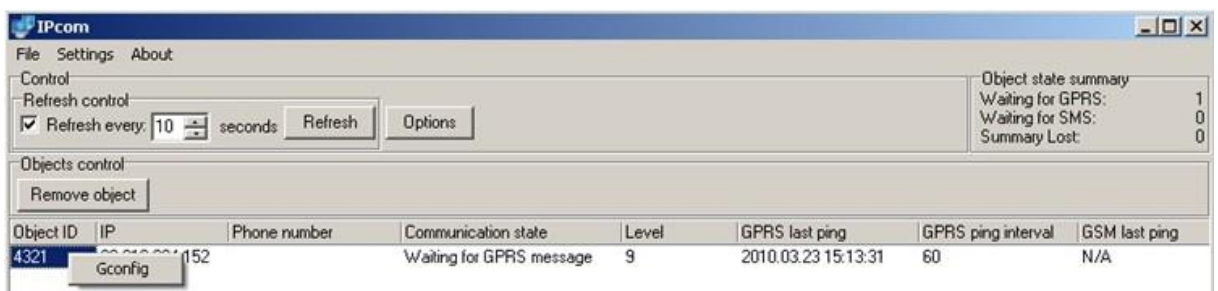 IPcom
File Settings About
Control
Object state summary
Refresh control
Waiting for GPRS: 1
Refresh every: 10 seconds Refresh Options
Waiting for SMS: 0
Summary Lost: 0
Objects control
Remove object
Object ID IP Phone number Communication state Level GPRS last ping GPRS ping interval GSM last ping
4321 152 Waiting for GPRS message 9 2010.03.23 15:13:31 60 N/A
Gconfig